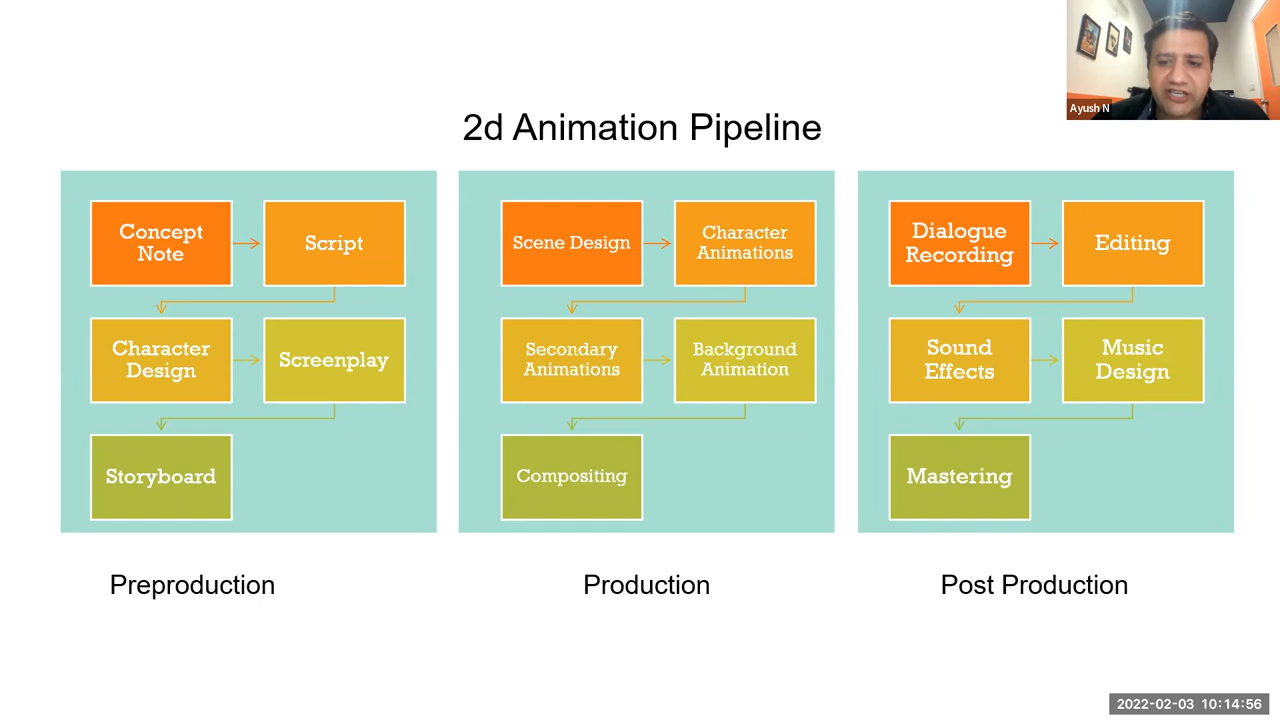 Ayush N
2d Animation Pipeline
Concept
Note
Script
Character
Design
Screenplay
Storyboard
Scene Design
Character
Animations
Secondary
Animations
Background
Animation
Compositing
Dialogue
Recording
Editing
Sound
Effects
Music
Design
Mastering
Preproduction
Production
Post Production
2022-02-03 10:14:56